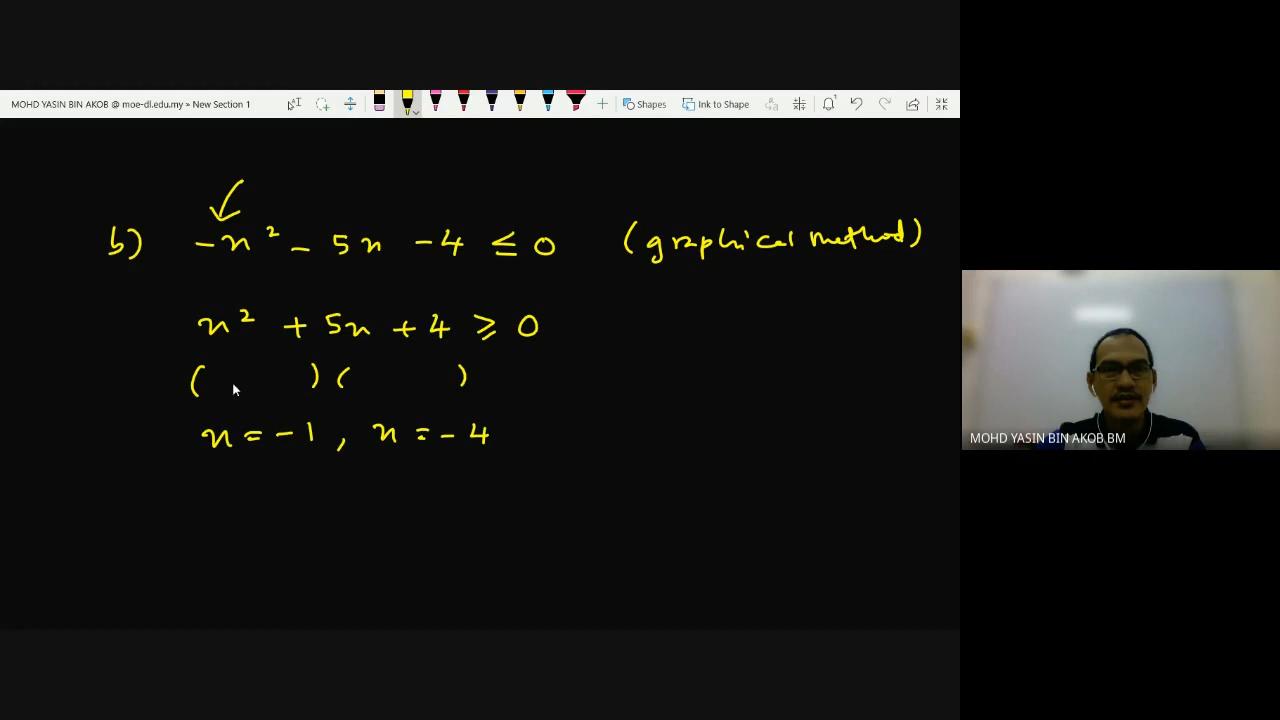 MOHD YASIN BIN AKOB @ moe-dl.edu.my » New Section 1
Shapes
Ink to Shape
b) -x² - 5x - 4 ≤ 0 (graphical method)
x² + 5x + 4 ≥ 0
( ) ( )
x = -1 , x = -4
MOHD YASIN BIN AKOB BM